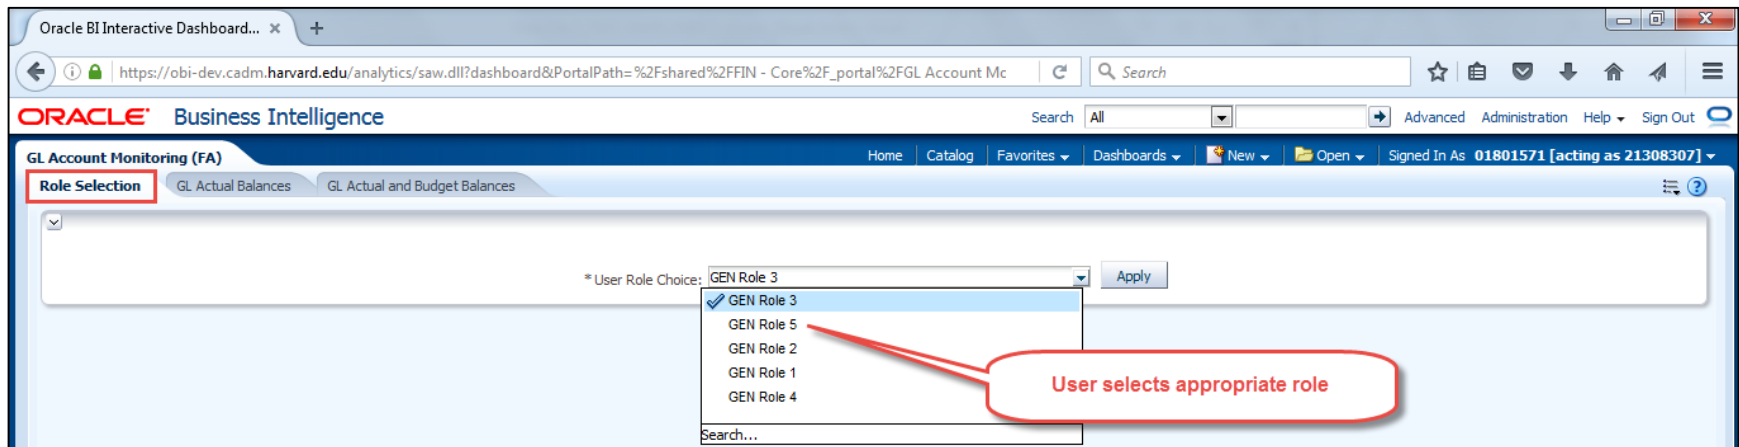 Oracle BI Interactive Dashboard... × +
https://obi-dev.cadm.harvard.edu/analytics/saw.dll?dashboard&PortalPath=%2Fshared%2FFIN - Core%2F_portal%2FGL Account Mc Search
ORACLE Business Intelligence Search All Advanced Administration Help Sign Out
GL Account Monitoring (FA) Home Catalog Favorites Dashboards New Open Signed In As 01801571 [acting as 21308307]
Role Selection GL Actual Balances GL Actual and Budget Balances
* User Role Choice: GEN Role 3 Apply
GEN Role 3
GEN Role 5
GEN Role 2
GEN Role 1
User selects appropriate role
GEN Role 4
Search...